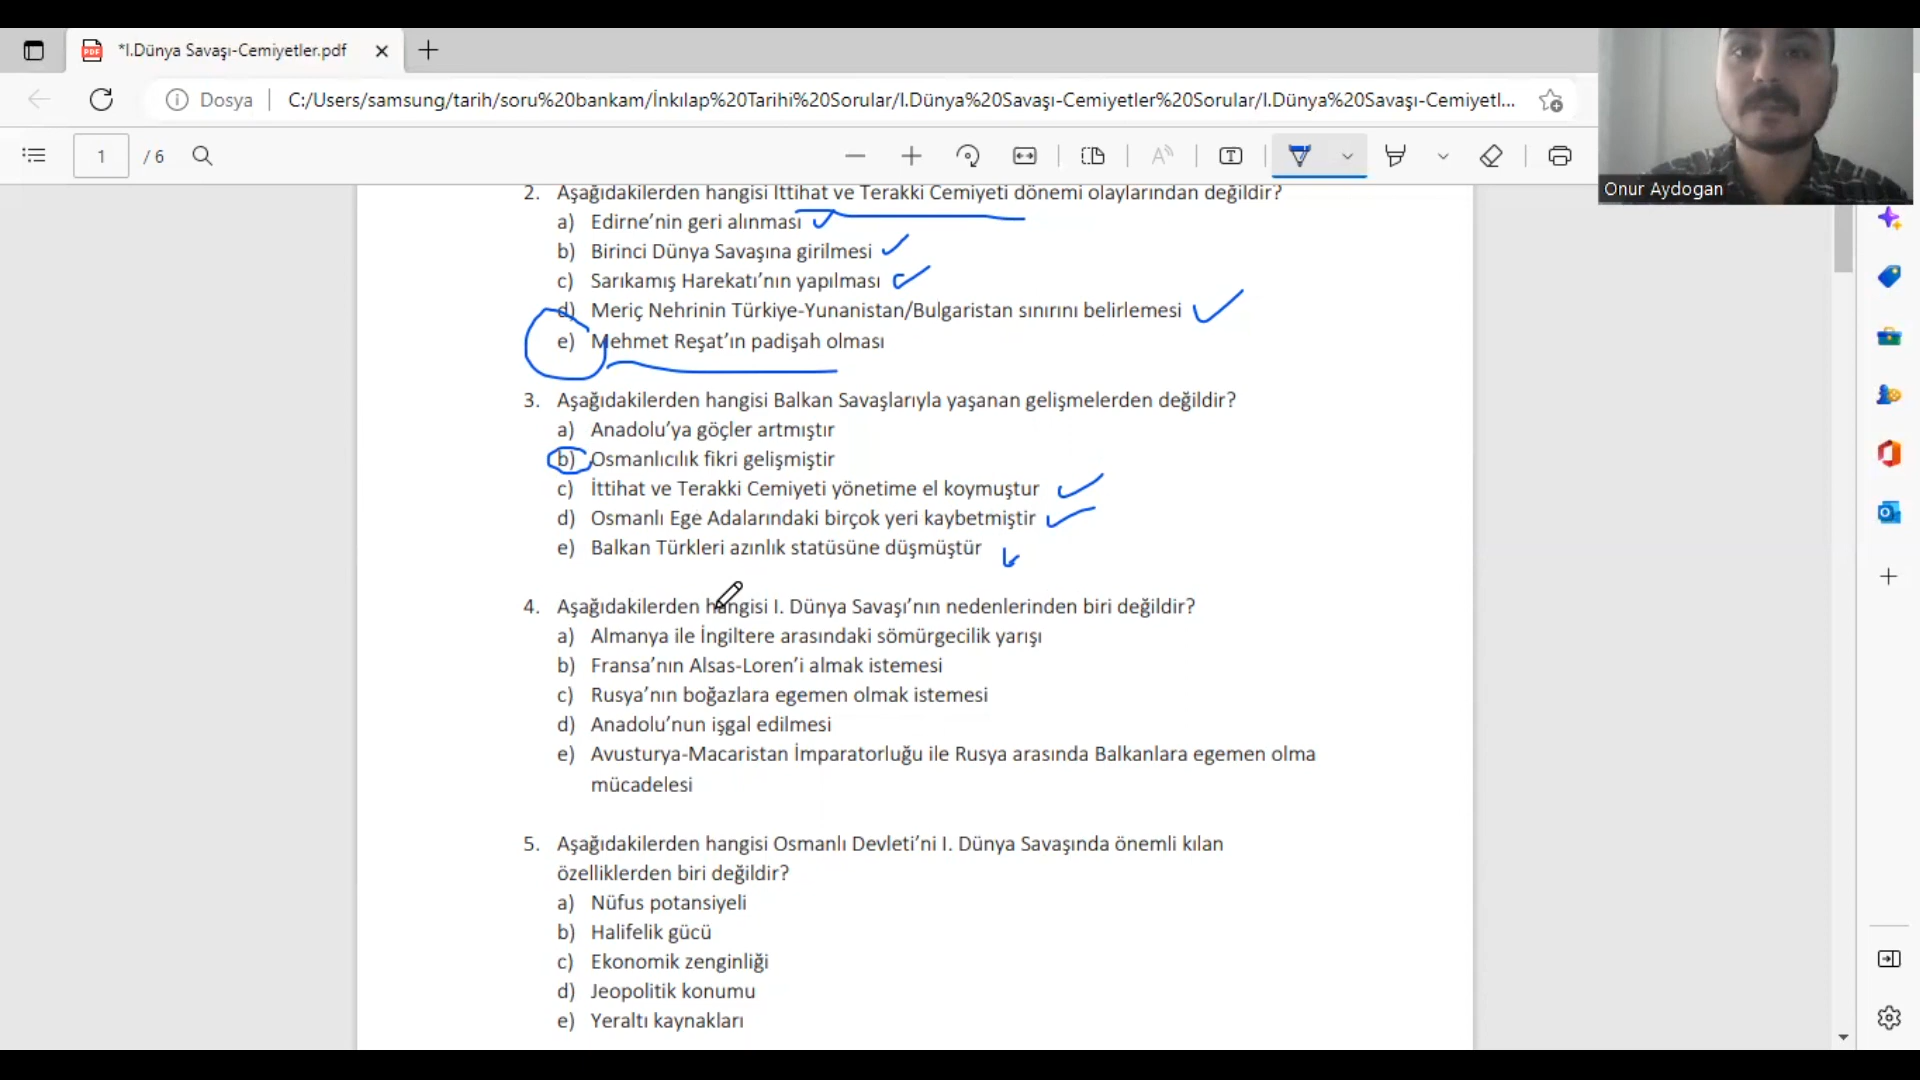 *I.Dünya Savaşı-Cemiyetler.pdf
Dosya
C:/Users/samsung/tarih/soru%20bankam/İnkılap%20Tarihi%20Sorular/I.Dünya%20Savaşı-Cemiyetler%20Sorular/I.Dünya%20Savaşı-Cemiyetl...
1 / 6
Onur Aydogan
2. Aşağıdakilerden hangisi İttihat ve Terakki Cemiyeti dönemi olaylarından değildir?
a) Edirne’nin geri alınması
b) Birinci Dünya Savaşına girilmesi
c) Sarıkamış Harekatı’nın yapılması
d) Meriç Nehrinin Türkiye-Yunanistan/Bulgaristan sınırını belirlemesi
e) Mehmet Reşat’ın padişah olması
3. Aşağıdakilerden hangisi Balkan Savaşlarıyla yaşanan gelişmelerden değildir?
a) Anadolu’ya göçler artmıştır
b) Osmanlıcılık fikri gelişmiştir
c) İttihat ve Terakki Cemiyeti yönetime el koymuştur
d) Osmanlı Ege Adalarındaki birçok yeri kaybetmiştir
e) Balkan Türkleri azınlık statüsüne düşmüştür
4. Aşağıdakilerden hangisi I. Dünya Savaşı’nın nedenlerinden biri değildir?
a) Almanya ile İngiltere arasındaki sömürgecilik yarışı
b) Fransa’nın Alsas-Loren’i almak istemesi
c) Rusya’nın boğazlara egemen olmak istemesi
d) Anadolu’nun işgal edilmesi
e) Avusturya-Macaristan İmparatorluğu ile Rusya arasında Balkanlara egemen olma
mücadelesi
5. Aşağıdakilerden hangisi Osmanlı Devleti’ni I. Dünya Savaşında önemli kılan
özelliklerden biri değildir?
a) Nüfus potansiyeli
b) Halifelik gücü
c) Ekonomik zenginliği
d) Jeopolitik konumu
e) Yeraltı kaynakları